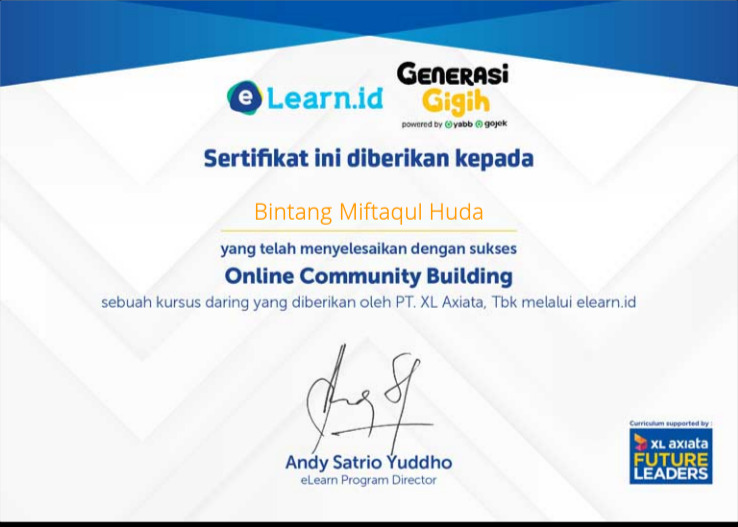 e Learn.id
GENERASI
Gigih
powered by yabb gojek
Sertifikat ini diberikan kepada
Bintang Miftaqul Huda
yang telah menyelesaikan dengan sukses
Online Community Building
sebuah kursus daring yang diberikan oleh PT. XL Axiata, Tbk melalui elearn.id
Andy Satrio Yuddho
eLearn Program Director
Curriculum supported by :
XL axiata
FUTURE
LEADERS